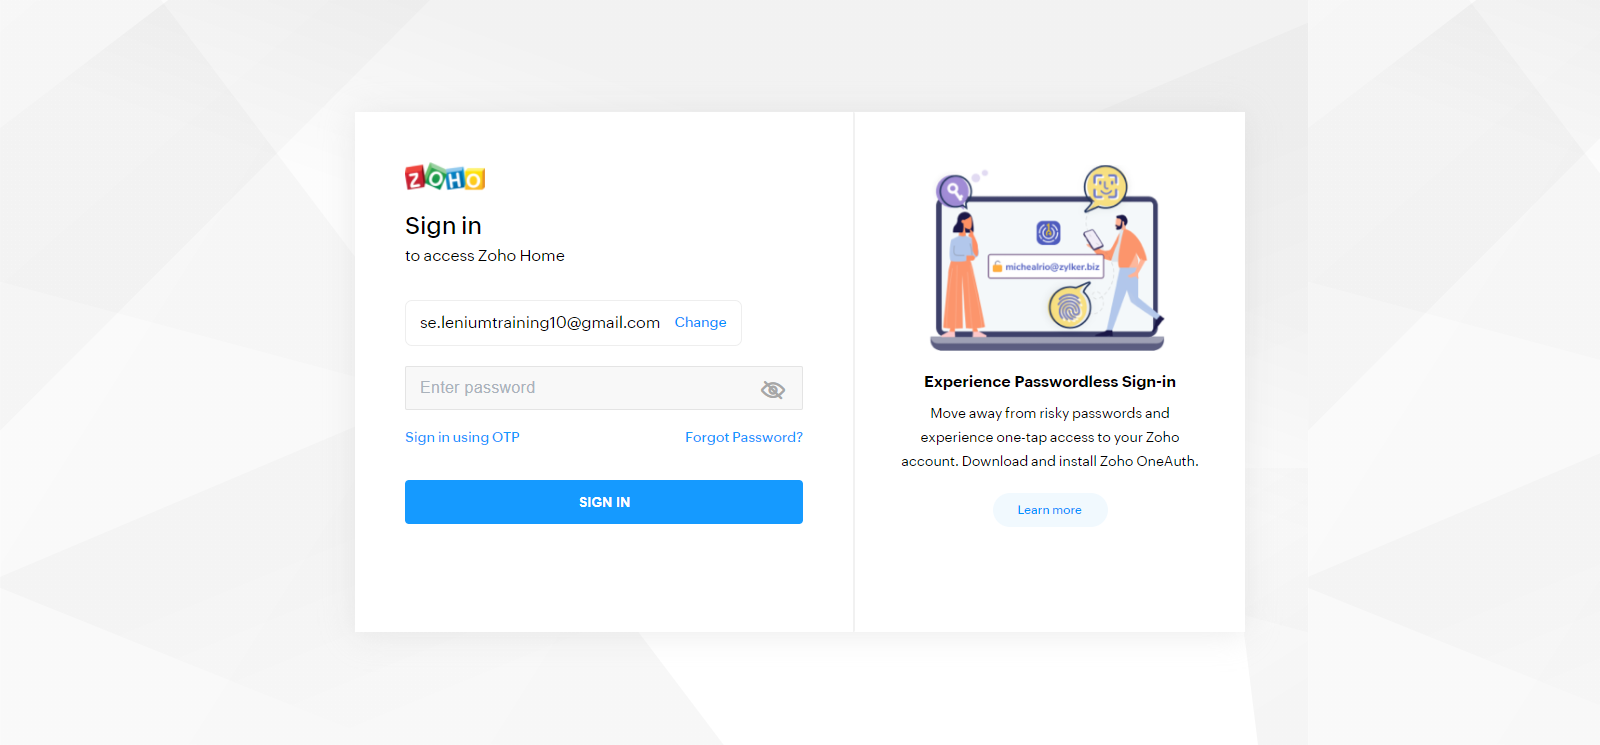 ZOHO
Sign in
to access Zoho Home
se.leniumtraining10@gmail.com Change
Enter password
Sign in using OTP Forgot Password?
SIGN IN
michealrio@zylker.biz
Experience Passwordless Sign-in
Move away from risky passwords and
experience one-tap access to your Zoho
account. Download and install Zoho OneAuth.
Learn more